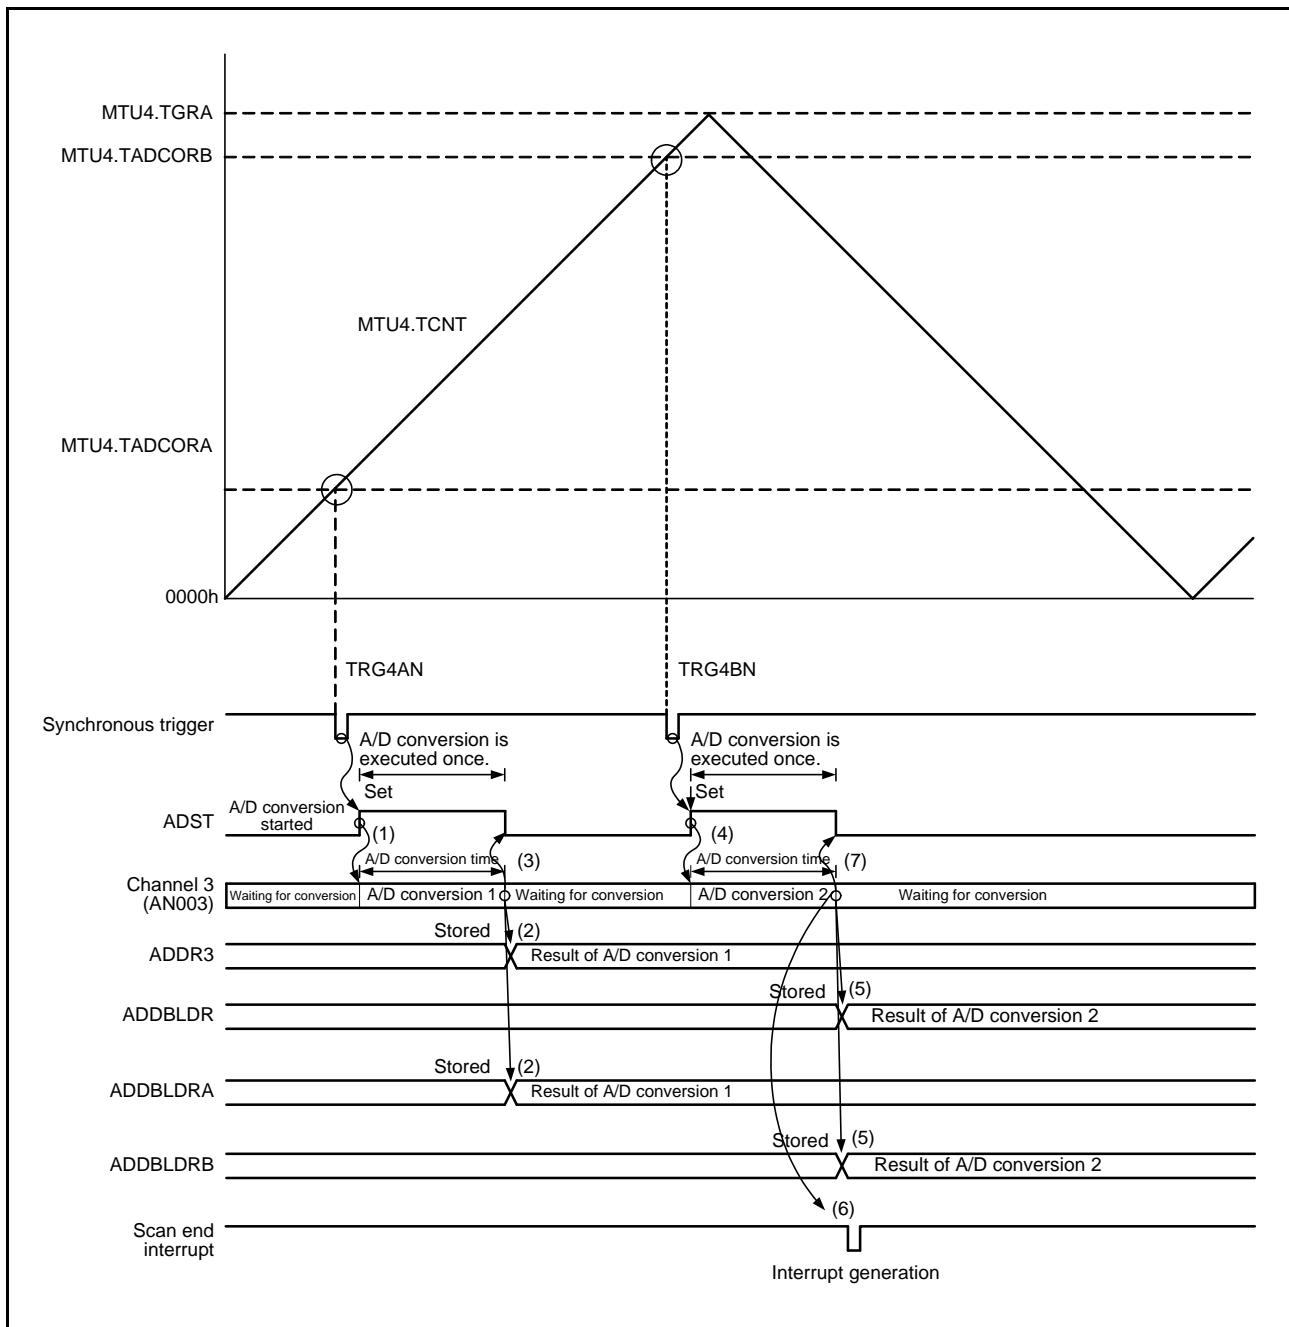 MTU4.TGRA
MTU4.TADCORB
MTU4.TCNT
MTU4.TADCORA
0000h
TRG4AN
TRG4BN
Synchronous trigger
A/D conversion is
executed once.
A/D conversion is
executed once.
Set
Set
ADST
A/D conversion
started
(1)
(4)
A/D conversion time
(3)
A/D conversion time
(7)
Channel 3
(AN003)
Waiting for conversion
A/D conversion 1
Waiting for conversion
A/D conversion 2
Waiting for conversion
Stored
(2)
ADDR3
Result of A/D conversion 1
Stored
(5)
ADDBLDR
Result of A/D conversion 2
Stored
(2)
ADDBLDRA
Result of A/D conversion 1
Stored
(5)
ADDBLDRB
Result of A/D conversion 2
(6)
Scan end
interrupt
Interrupt generation